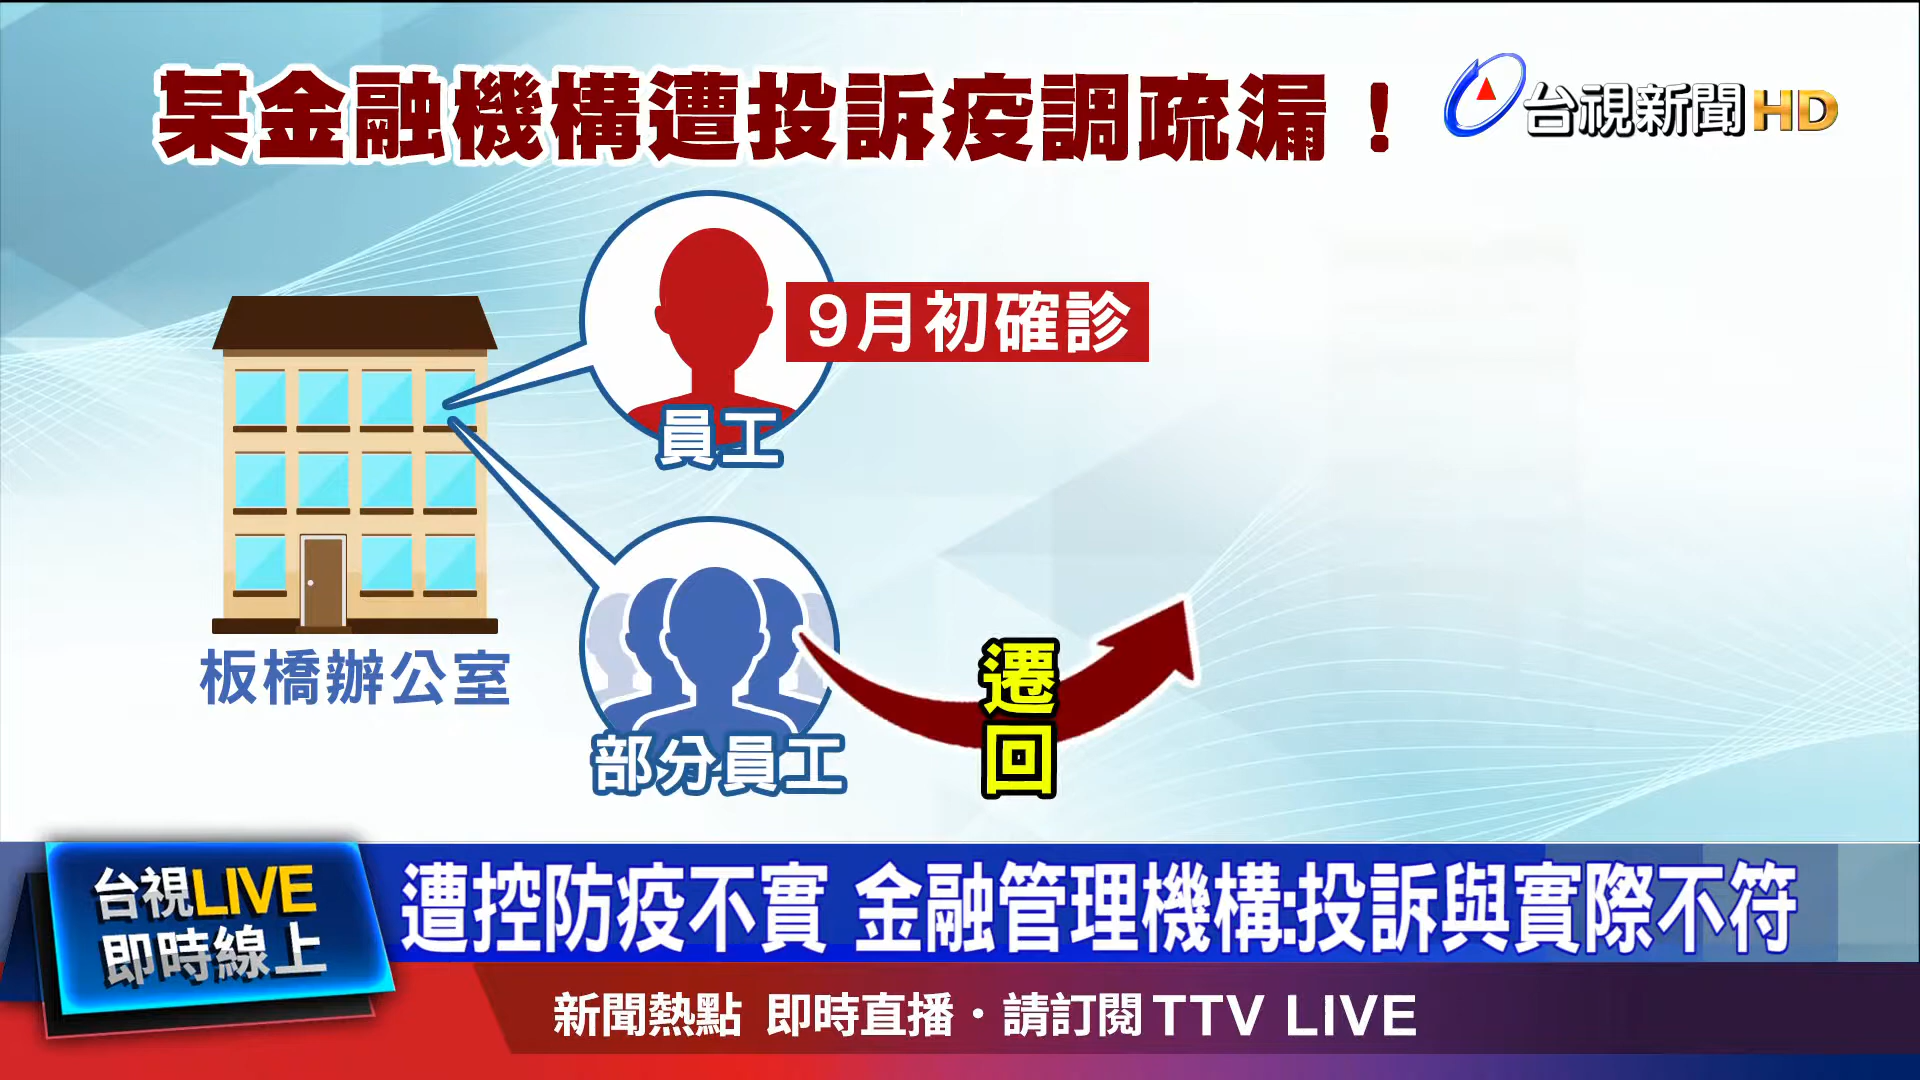 某金融機構遭投訴疫調疏漏！
台視新聞HD
9月初確診
員工
板橋辦公室
部分員工
遷回
台視LIVE
即時線上
遭控防疫不實 金融管理機構:投訴與實際不符
新聞熱點 即時直播·請訂閱TTV LIVE